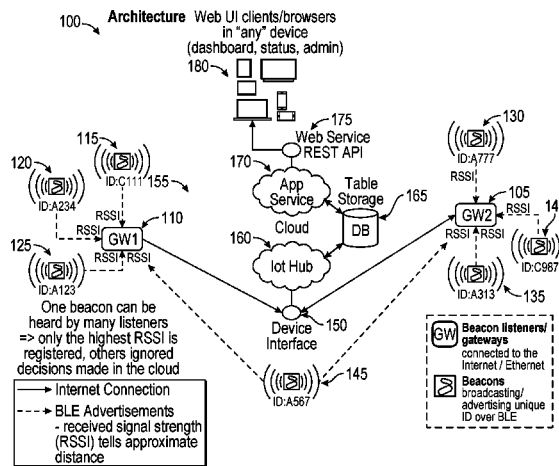 100
Architecture Web UI clients/browsers
in "any" device
(dashboard, status, admin)
180
175
Web Service
REST API
170
App
Service
Table
Storage
165
DB
Cloud
160
Iot Hub
150
Device
Interface
115
ID:C111
120
ID:A234
155
RSSI
RSSI
110
GW1
125
RSSI
RSSI
ID:A123
130
ID:A777
RSSI
105
GW2
14
RSSI
RSSI
RSSI
ID:C987
ID:A313
135
One beacon can be
heard by many listeners
=> only the highest RSSI is
registered, others ignored
decisions made in the cloud
145
ID:A567
Internet Connection
BLE Advertisements
- received signal strength
(RSSI) tells approximate
distance
GW
Beacon listeners/
gateways
connected to the
Internet / Ethernet
Beacons
broadcasting/
advertising unique
ID over BLE